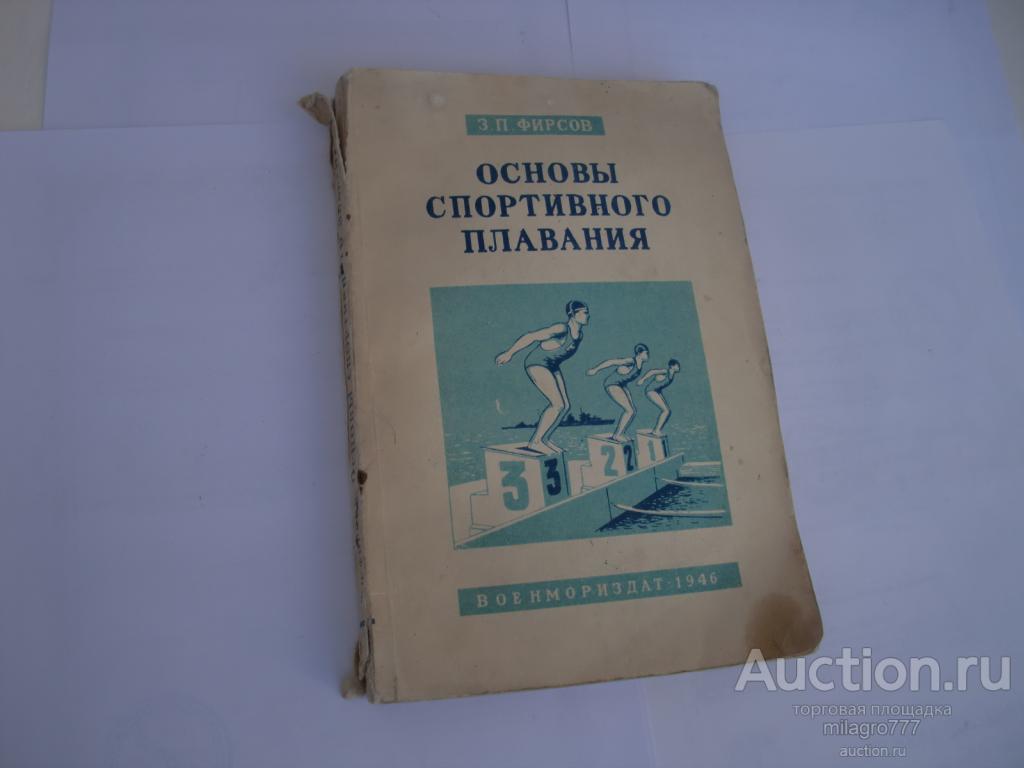 З.П.ФИРСОВ
ОСНОВЫ
СПОРТИВНОГО
ПЛАВАНИЯ
3 3 2 2 1
ВОЕНМОРИЗДАТ·1946
Auction.ru
торговая площадка
milagro777
auction.ru